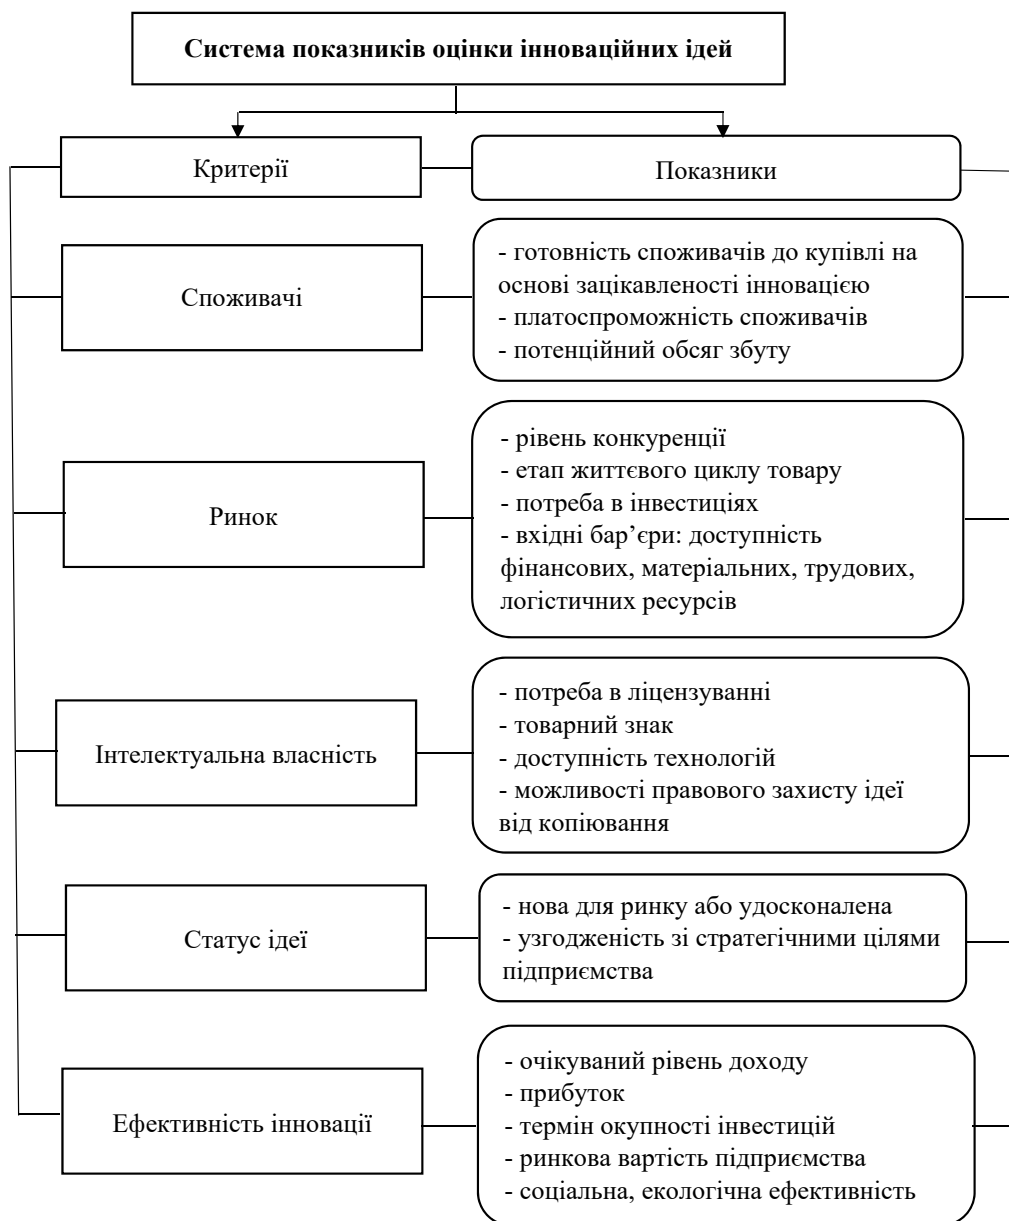 Система показників оцінки інноваційних ідей
Критерії
Показники
Споживачі
- готовність споживачів до купівлі на
основі зацікавленості інновацією
- платоспроможність споживачів
- потенційний обсяг збуту
Ринок
- рівень конкуренції
- етап життєвого циклу товару
- потреба в інвестиціях
- вхідні бар’єри: доступність
фінансових, матеріальних, трудових,
логістичних ресурсів
Інтелектуальна власність
- потреба в ліцензуванні
- товарний знак
- доступність технологій
- можливості правового захисту ідеї
від копіювання
Статус ідеї
- нова для ринку або удосконалена
- узгодженість зі стратегічними цілями
підприємства
Ефективність інновації
- очікуваний рівень доходу
- прибуток
- термін окупності інвестицій
- ринкова вартість підприємства
- соціальна, екологічна ефективність